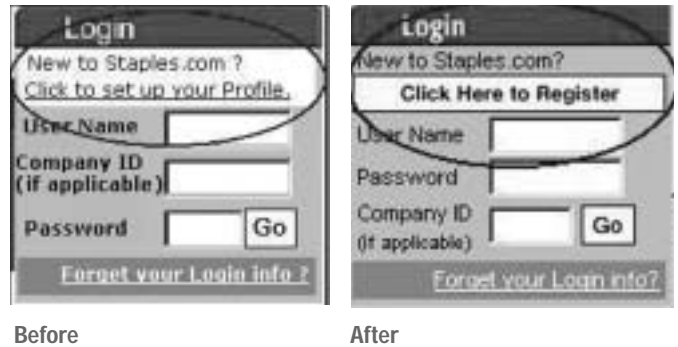 Login
New to Staples.com ?
Click to set up your Profile.
User Name
Company ID
(if applicable)
Password
Go
Forget your Login info ?
Before
Login
New to Staples.com?
Click Here to Register
User Name
Password
Company ID
(if applicable)
Go
Forget your Login info?
After